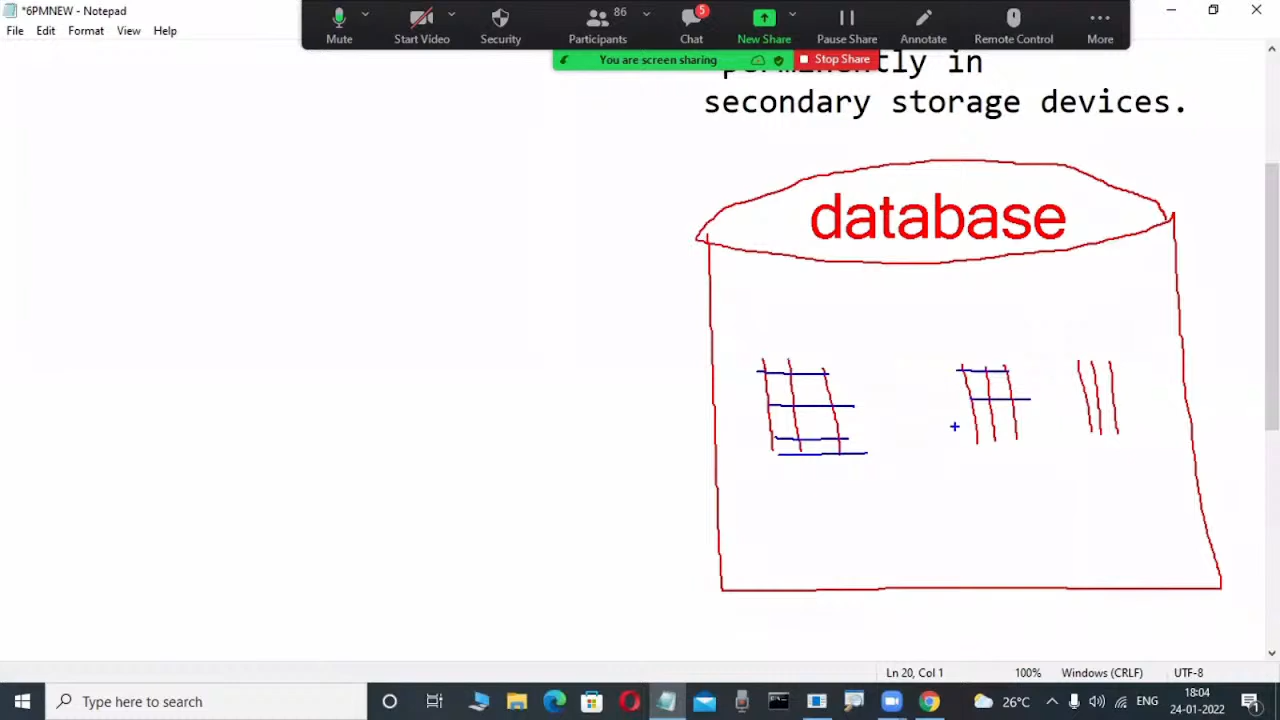 *6PMNEW - Notepad
File Edit Format View Help
Mute
Start Video
Security
86
Participants
5
Chat
New Share
Pause Share
Annotate
Remote Control
More
You are screen sharing
Stop Share
in
secondary storage devices.
database
Ln 20, Col 1
100%
Windows (CRLF)
UTF-8
Type here to search
26°C
ENG
18:04
24-01-2022
1